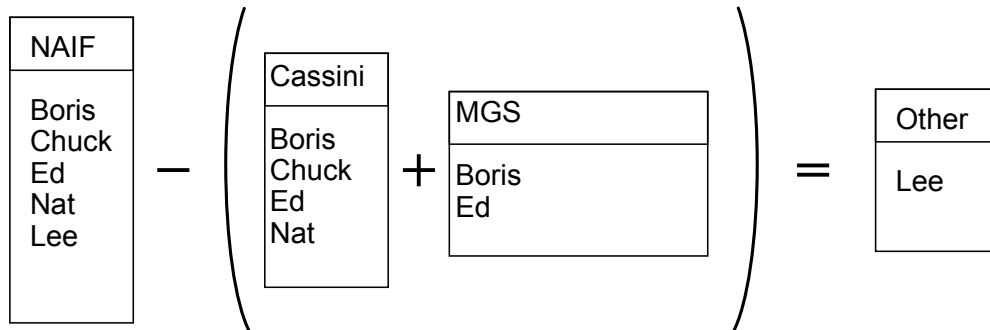 NAIF
Boris
Chuck
Ed
Nat
Lee
−
(
Cassini
Boris
Chuck
Ed
Nat
+
MGS
Boris
Ed
)
=
Other
Lee